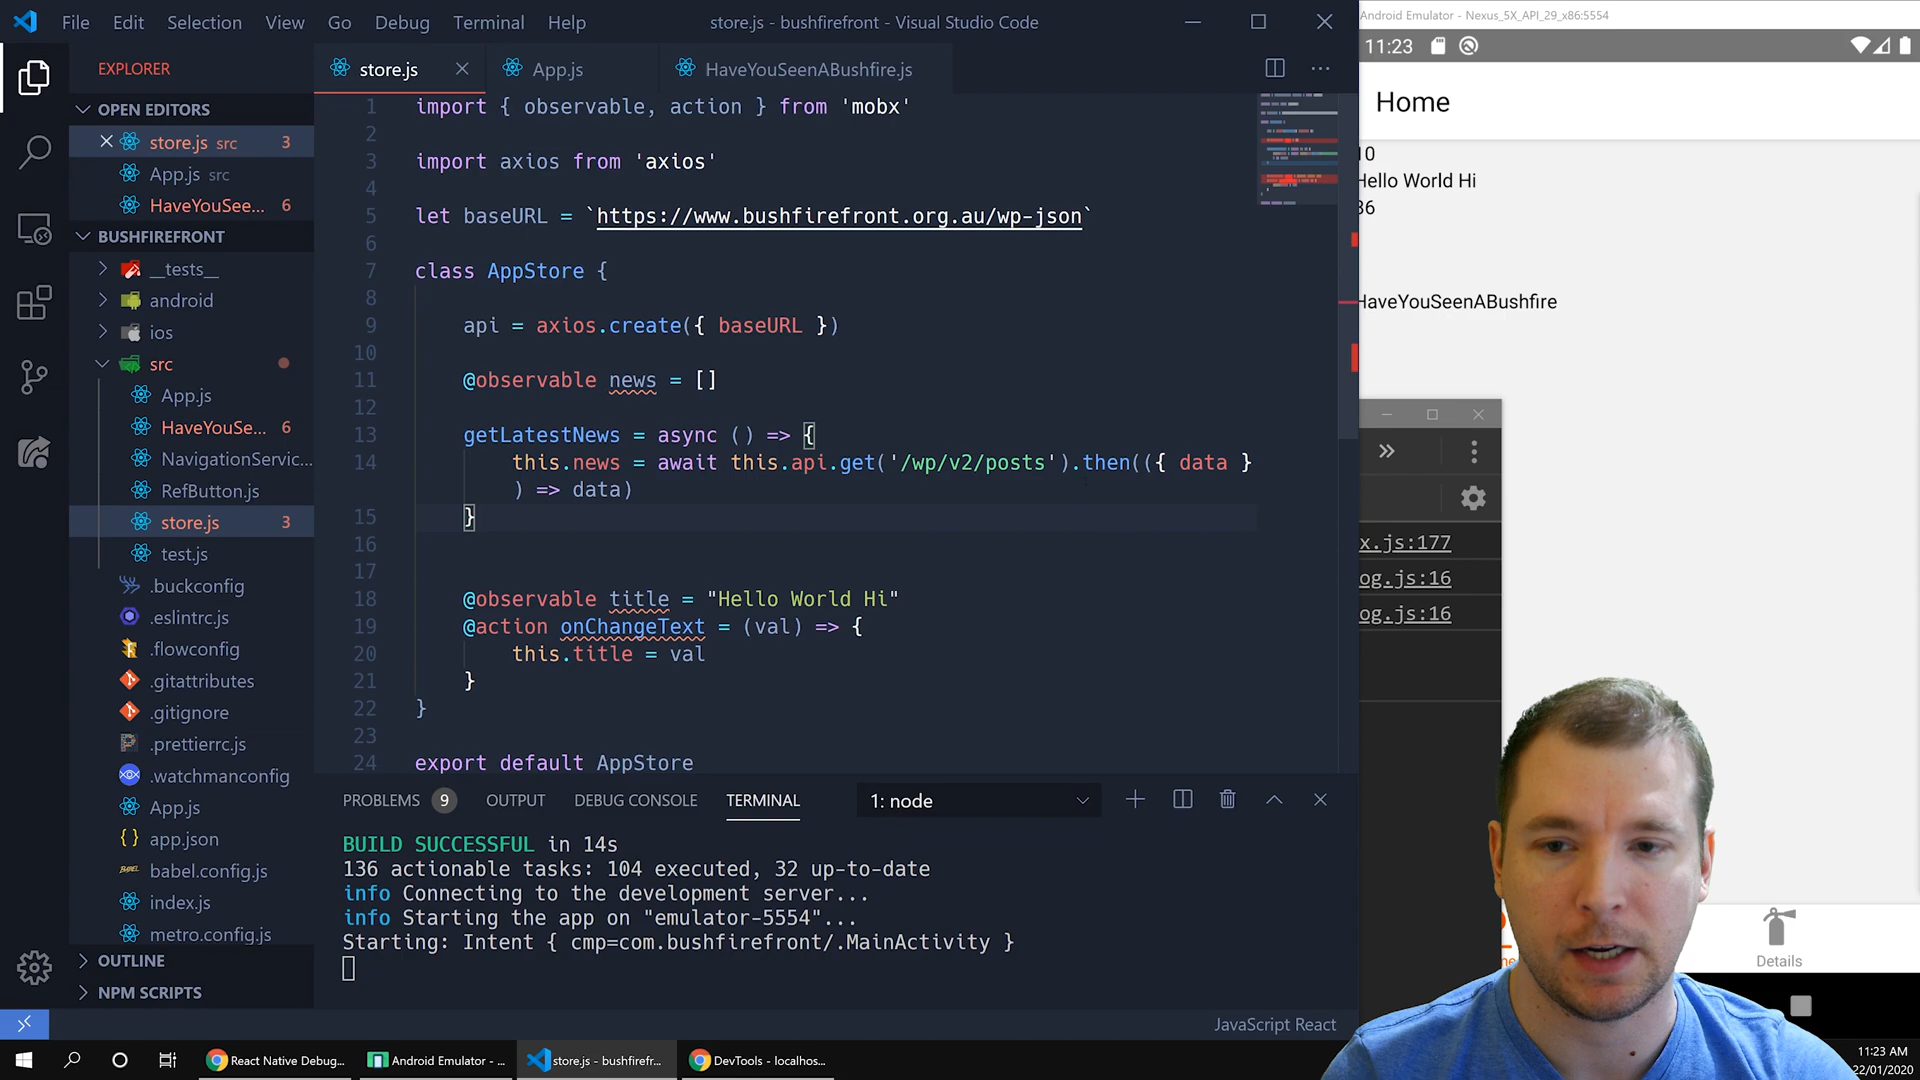 File Edit Selection View Go Debug Terminal Help
store.js - bushfirefront - Visual Studio Code
EXPLORER
OPEN EDITORS
store.js src 3
App.js src
HaveYouSee... 6
BUSHFIREFRONT
__tests__
android
ios
src
App.js
HaveYouSe... 6
NavigationServic...
RefButton.js
store.js 3
test.js
.buckconfig
.eslintrc.js
.flowconfig
.gitattributes
.gitignore
.prettierrc.js
.watchmanconfig
App.js
app.json
babel.config.js
index.js
metro.config.js
OUTLINE
NPM SCRIPTS
store.js App.js HaveYouSeenABushfire.js
1 import { observable, action } from 'mobx'
2
3 import axios from 'axios'
4
5 let baseURL = `https://www.bushfirefront.org.au/wp-json`
6
7 class AppStore {
8
9 api = axios.create({ baseURL })
10
11 @observable news = []
12
13 getLatestNews = async () => {
14 this.news = await this.api.get('/wp/v2/posts').then(({ data }
) => data)
15 }
16
17
18 @observable title = "Hello World Hi"
19 @action onChangeText = (val) => {
20 this.title = val
21 }
22 }
23
24 export default AppStore
PROBLEMS 9 OUTPUT DEBUG CONSOLE TERMINAL 1: node
BUILD SUCCESSFUL in 14s
136 actionable tasks: 104 executed, 32 up-to-date
info Connecting to the development server...
info Starting the app on "emulator-5554"...
Starting: Intent { cmp=com.bushfirefront/.MainActivity }
JavaScript React
Android Emulator - Nexus_5X_API_29_x86:5554
11:23
Home
10
Hello World Hi
36
HaveYouSeenABushfire
x.js:177
og.js:16
og.js:16
Details
React Native Debug...
Android Emulator - ...
store.js - bushfirefr...
DevTools - localhos...
11:23 AM
22/01/2020